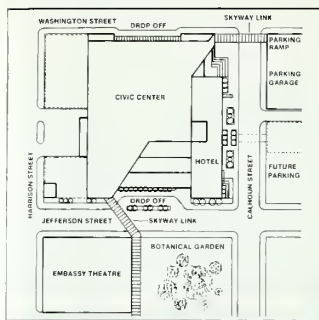 WASHINGTON STREET
DROP OFF
SKYWAY LINK
PARKING
RAMP
PARKING
GARAGE
CIVIC CENTER
HOTEL
HARRISON STREET
CALHOUN STREET
FUTURE
PARKING
DROP OFF
JEFFERSON STREET
SKYWAY LINK
BOTANICAL GARDEN
EMBASSY THEATRE